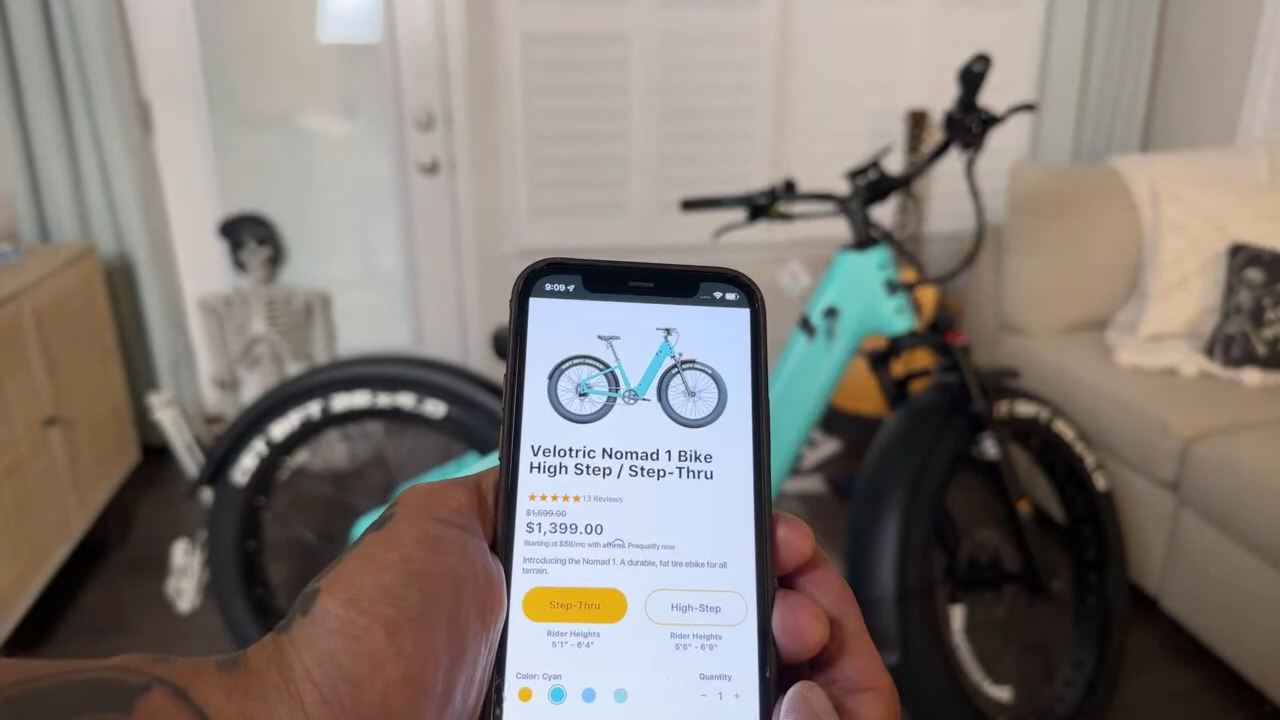 9:09
Velotric Nomad 1 Bike
High Step / Step-Thru
13 Reviews
$1,699.00
$1,399.00
Starting at $88/mo with affirm. Prequalify now
Introducing the Nomad 1. A durable, fat tire ebike for all
terrain.
Step-Thru High-Step
Rider Heights Rider Heights
5'1" - 6'4" 5'6" - 6'9"
Color: Cyan Quantity
− 1 +